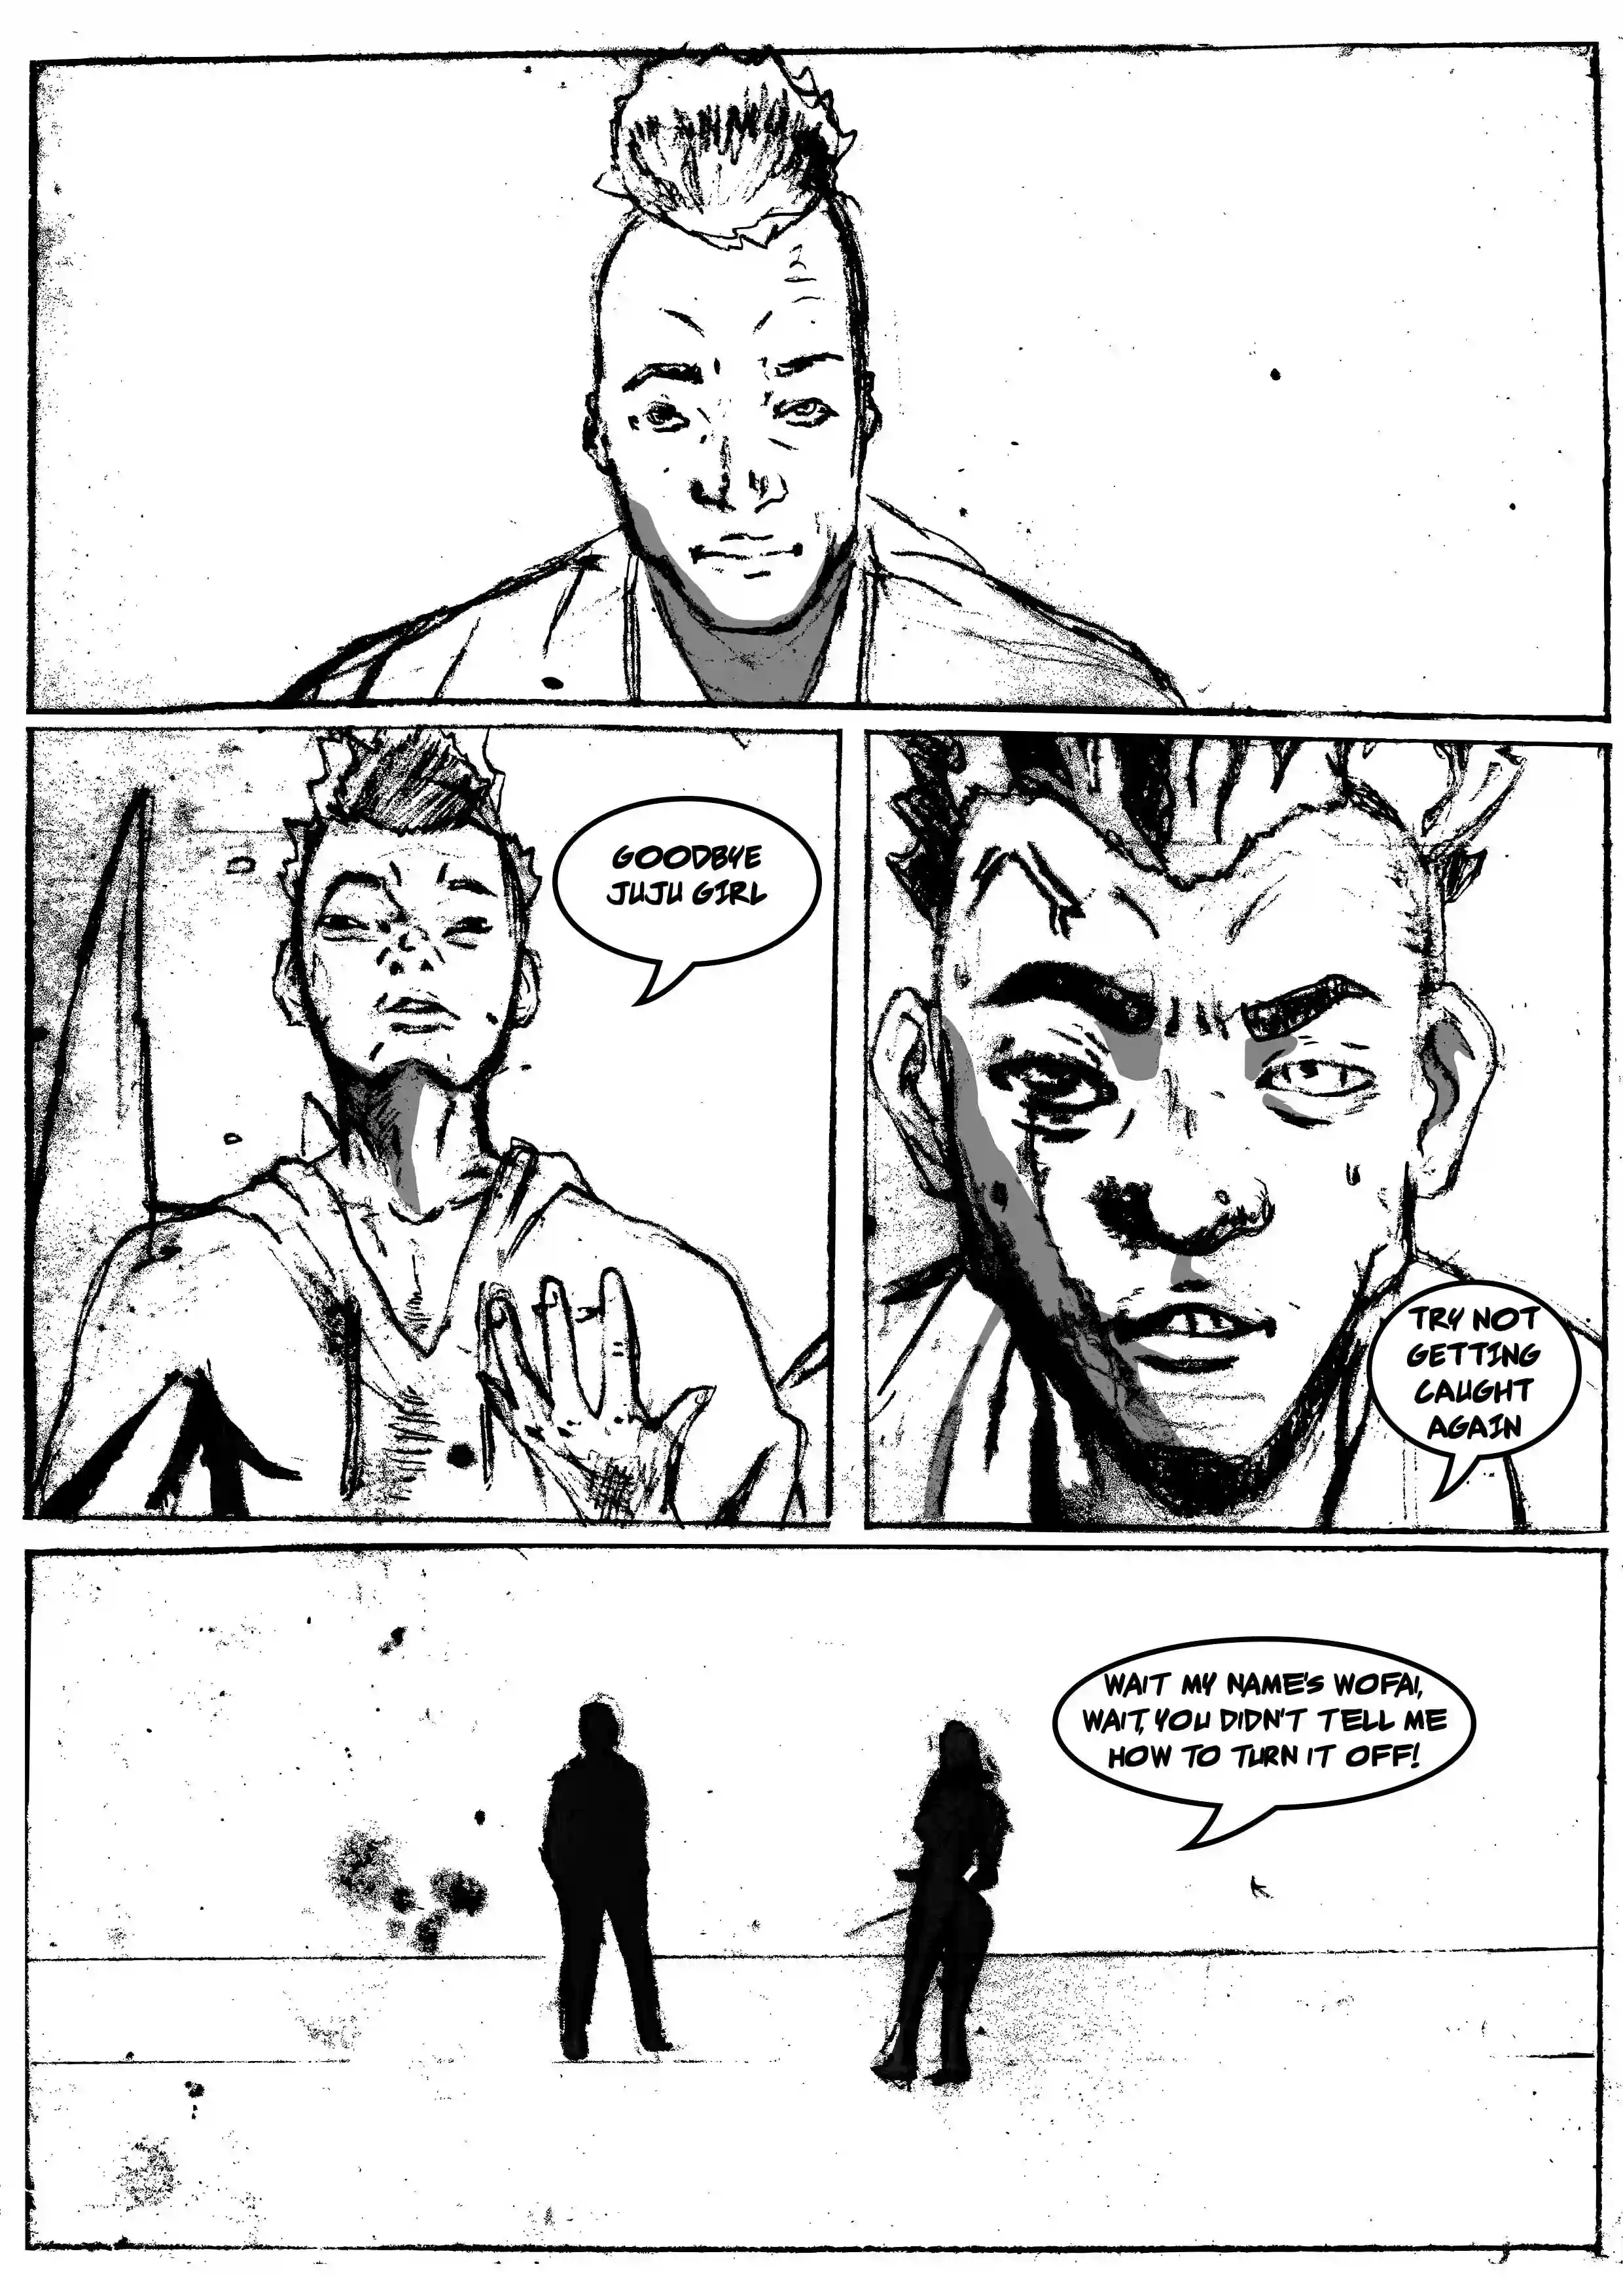 GOODBYE
JUJU GIRL
TRY NOT
GETTING
CAUGHT
AGAIN
WAIT MY NAME'S WOFAI,
WAIT, YOU DIDN'T TELL ME
HOW TO TURN IT OFF!